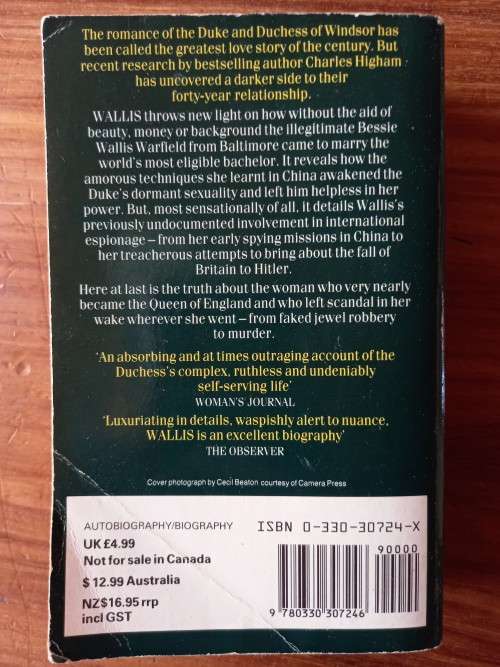 The romance of the Duke and Duchess of Windsor has
been called the greatest love story of the century. But
recent research by bestselling author Charles Higham
has uncovered a darker side to their
forty-year relationship.
WALLIS throws new light on how without the aid of
beauty, money or background the illegitimate Bessie
Wallis Warfield from Baltimore came to marry the
world's most eligible bachelor. It reveals how the
amorous techniques she learnt in China awakened the
Duke's dormant sexuality and left him helpless in her
power. But, most sensationally of all, it details Wallis's
previously undocumented involvement in international
espionage – from her early spying missions in China to
her treacherous attempts to bring about the fall of
Britain to Hitler.
Here at last is the truth about the woman who very nearly
became the Queen of England and who left scandal in her
wake wherever she went – from faked jewel robbery
to murder.
'An absorbing and at times outraging account of the
Duchess's complex, ruthless and undeniably
self-serving life'
WOMAN'S JOURNAL
'Luxuriating in details, waspishly alert to nuance,
WALLIS is an excellent biography'
THE OBSERVER
Cover photograph by Cecil Beaton courtesy of Camera Press
AUTOBIOGRAPHY/BIOGRAPHY
UK £4.99
Not for sale in Canada
$ 12.99 Australia
NZ$16.95 rrp
incl GST
ISBN 0-330-30724-X
90000
9 780330 307246